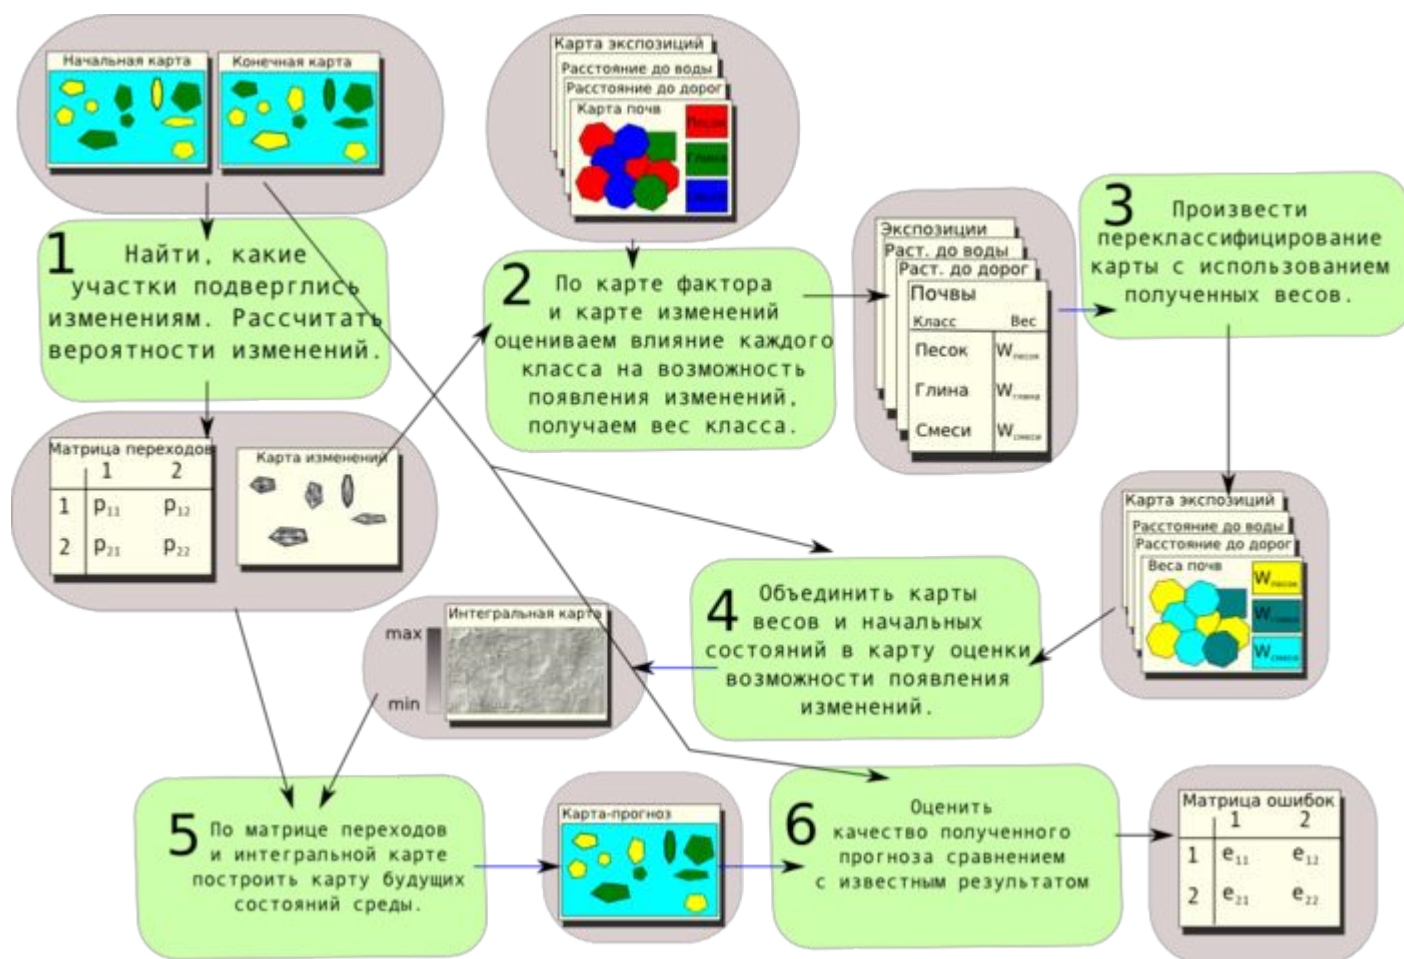 Начальная карта
Конечная карта
Карта экспозиций
Расстояние до воды
Расстояние до дорог
Карта почв
Песок
Глина
1
Найти, какие
участки подверглись
изменениям. Рассчитать
вероятности изменений.
2
По карте фактора
и карте изменений
оцениваем влияние каждого
класса на возможность
появления изменений,
получаем вес класса.
Экспозиции
Раст. до воды
Раст. до дорог
Почвы
Класс Вес
Песок Wпесок
Глина Wглина
Смеси Wсмеси
3
Произвести
переклассифицирование
карты с использованием
полученных весов.
Матрица переходов
1 2
1 p₁₁ p₁₂
2 p₂₁ p₂₂
Карта изменений
Карта экспозиций
Расстояние до воды
Расстояние до дорог
Веса почв
Wпесок
Wглина
Wсмеси
4
Объединить карты
весов и начальных
состояний в карту оценки
возможности появления
изменений.
Интегральная карта
max
min
5
По матрице переходов
и интегральной карте
построить карту будущих
состояний среды.
Карта-прогноз
6
Оценить
качество полученного
прогноза сравнением
с известным результатом
Матрица ошибок
1 2
1 e₁₁ e₁₂
2 e₂₁ e₂₂